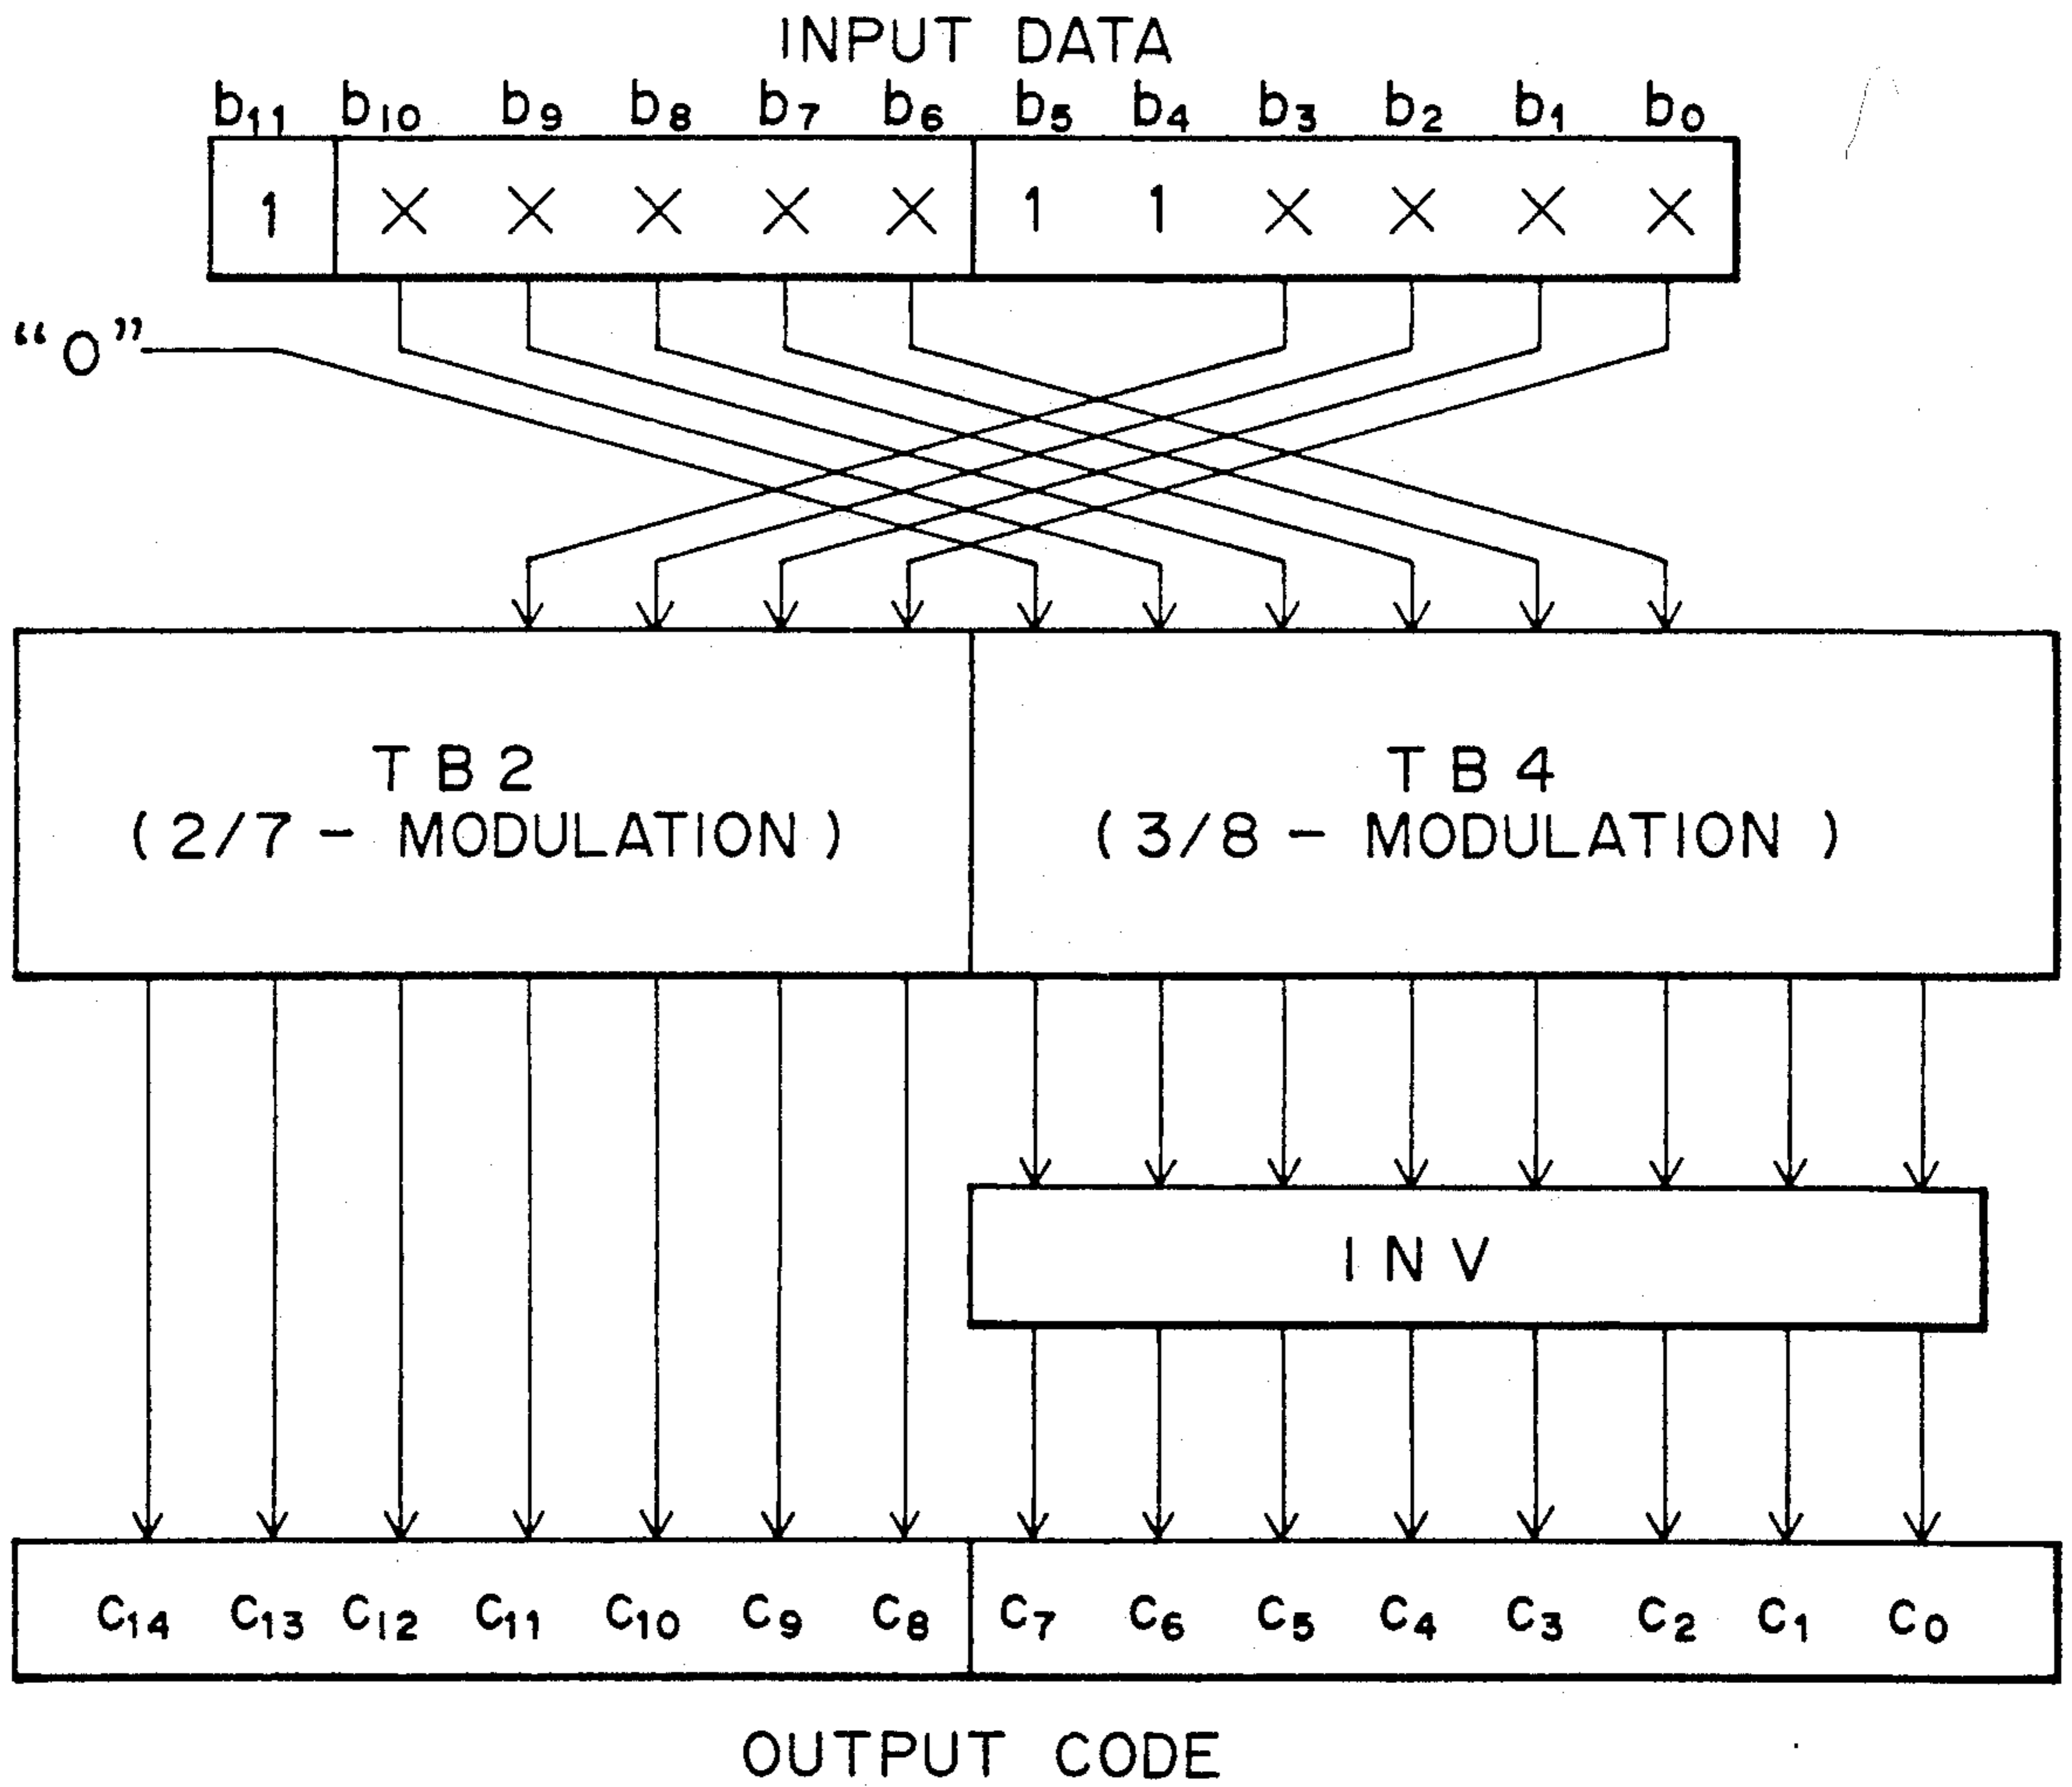 INPUT DATA
b₁₁ b₁₀ b₉ b₈ b₇ b₆ b₅ b₄ b₃ b₂ b₁ b₀
1 × × × × × 1 1 × × × ×
“O”
TB2 TB4
(2/7 - MODULATION) (3/8 - MODULATION)
INV
C₁₄ C₁₃ C₁₂ C₁₁ C₁₀ C₉ C₈ C₇ C₆ C₅ C₄ C₃ C₂ C₁ C₀
OUTPUT CODE